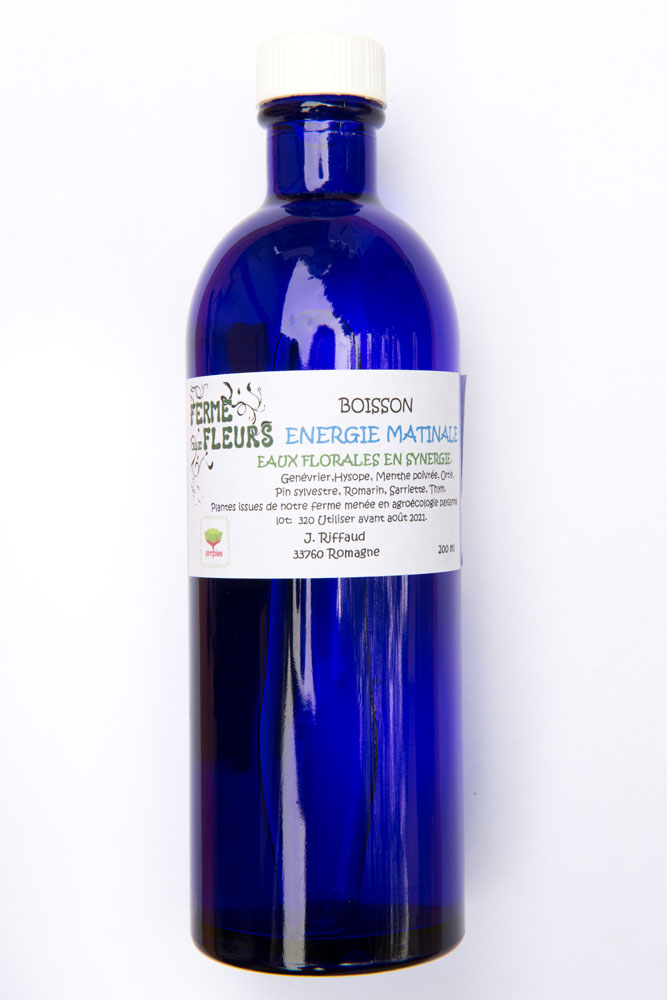 FERME
aux FLEURS
BOISSON
ENERGIE MATINALE
EAUX FLORALES EN SYNERGIE.
Genévrier,Hysope, Menthe poivrée, Ortie,
Pin sylvestre, Romarin, Sarriette, Thym.
Plantes issues de notre ferme menée en agroécologie paysanne
lot: 320 Utiliser avant août 2021.
simples
J. Riffaud
33760 Romagne
200 ml